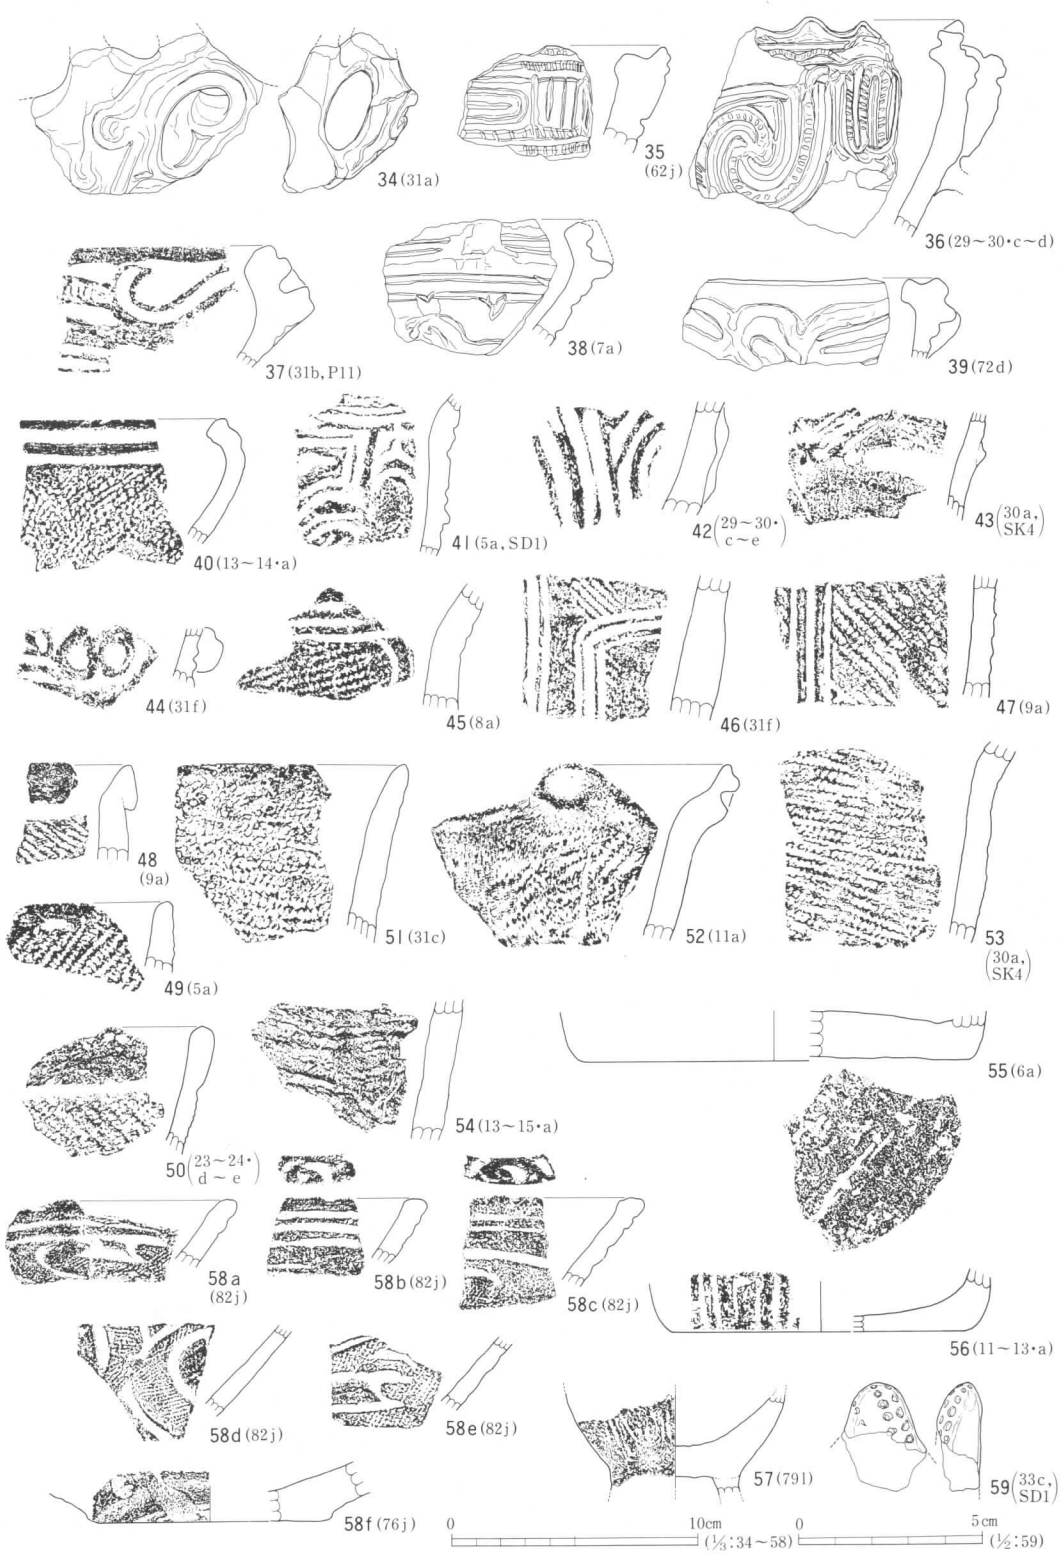 34(31a)
35
(62j)
36(29~30・c~d)
37(31b, P11)
38(7a)
39(72d)
40(13~14・a)
41(5a, SD1)
42(29~30・
c~e)
43(30a,
SK4)
44(31f)
45(8a)
46(31f)
47(9a)
48
(9a)
49(5a)
51(31c)
52(11a)
53
(30a,
SK4)
50(23~24・
d~e)
54(13~15・a)
55(6a)
58a
(82j)
58b(82j)
58c(82j)
56(11~13・a)
58d(82j)
58e(82j)
57(79l)
59(33c,
SD1)
58f(76j)
0 10cm
(⅓:34~58)
0 5cm
(½:59)